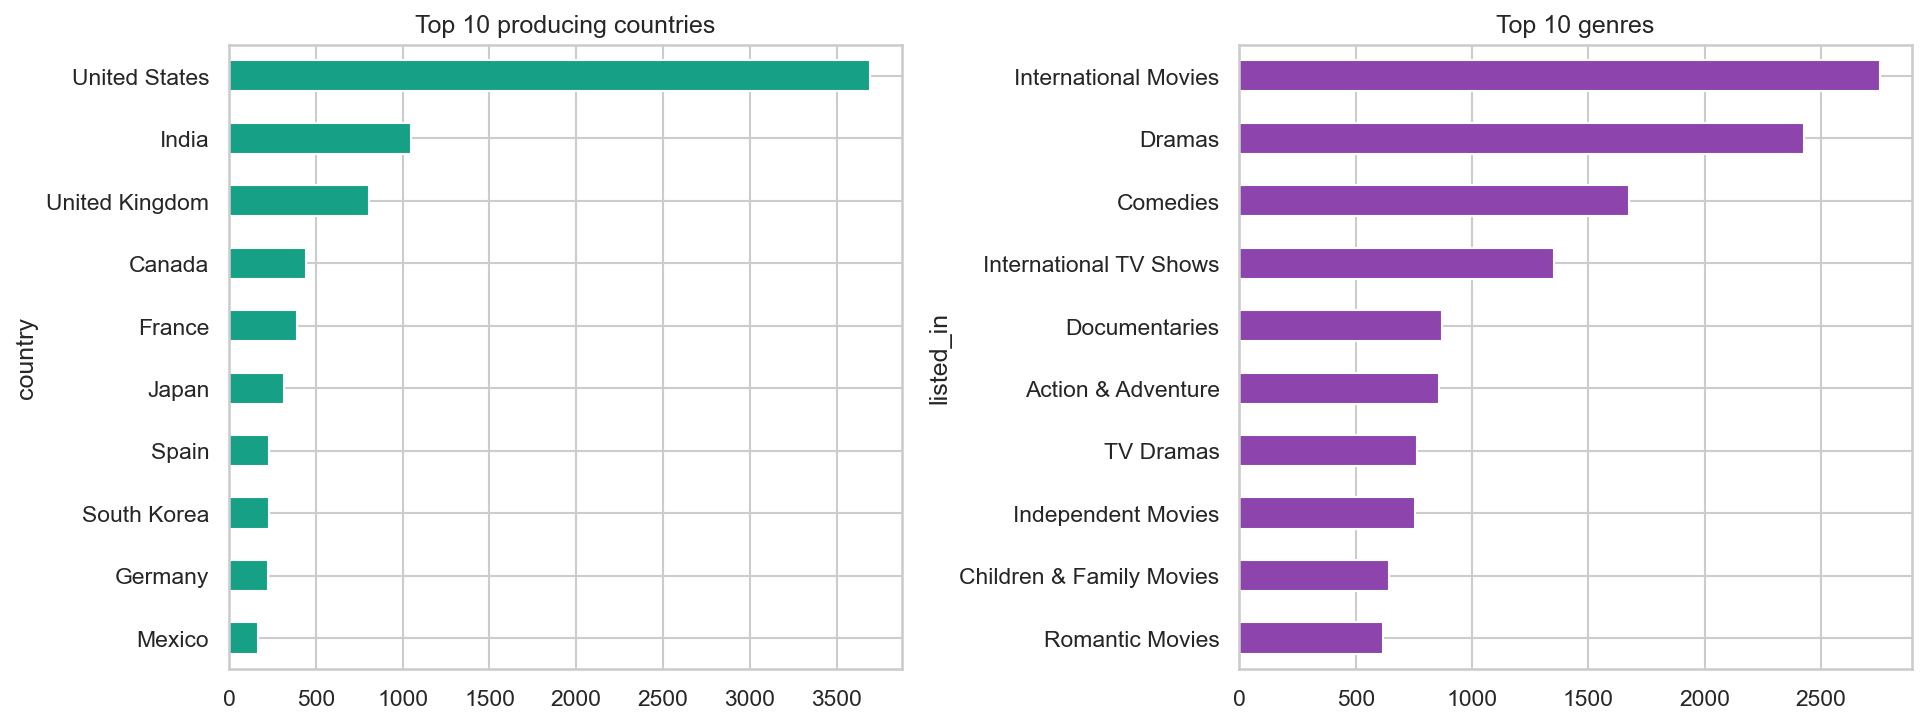 Top 10 producing countries
country
United States
India
United Kingdom
Canada
France
Japan
Spain
South Korea
Germany
Mexico
0 500 1000 1500 2000 2500 3000 3500
Top 10 genres
listed_in
International Movies
Dramas
Comedies
International TV Shows
Documentaries
Action & Adventure
TV Dramas
Independent Movies
Children & Family Movies
Romantic Movies
0 500 1000 1500 2000 2500